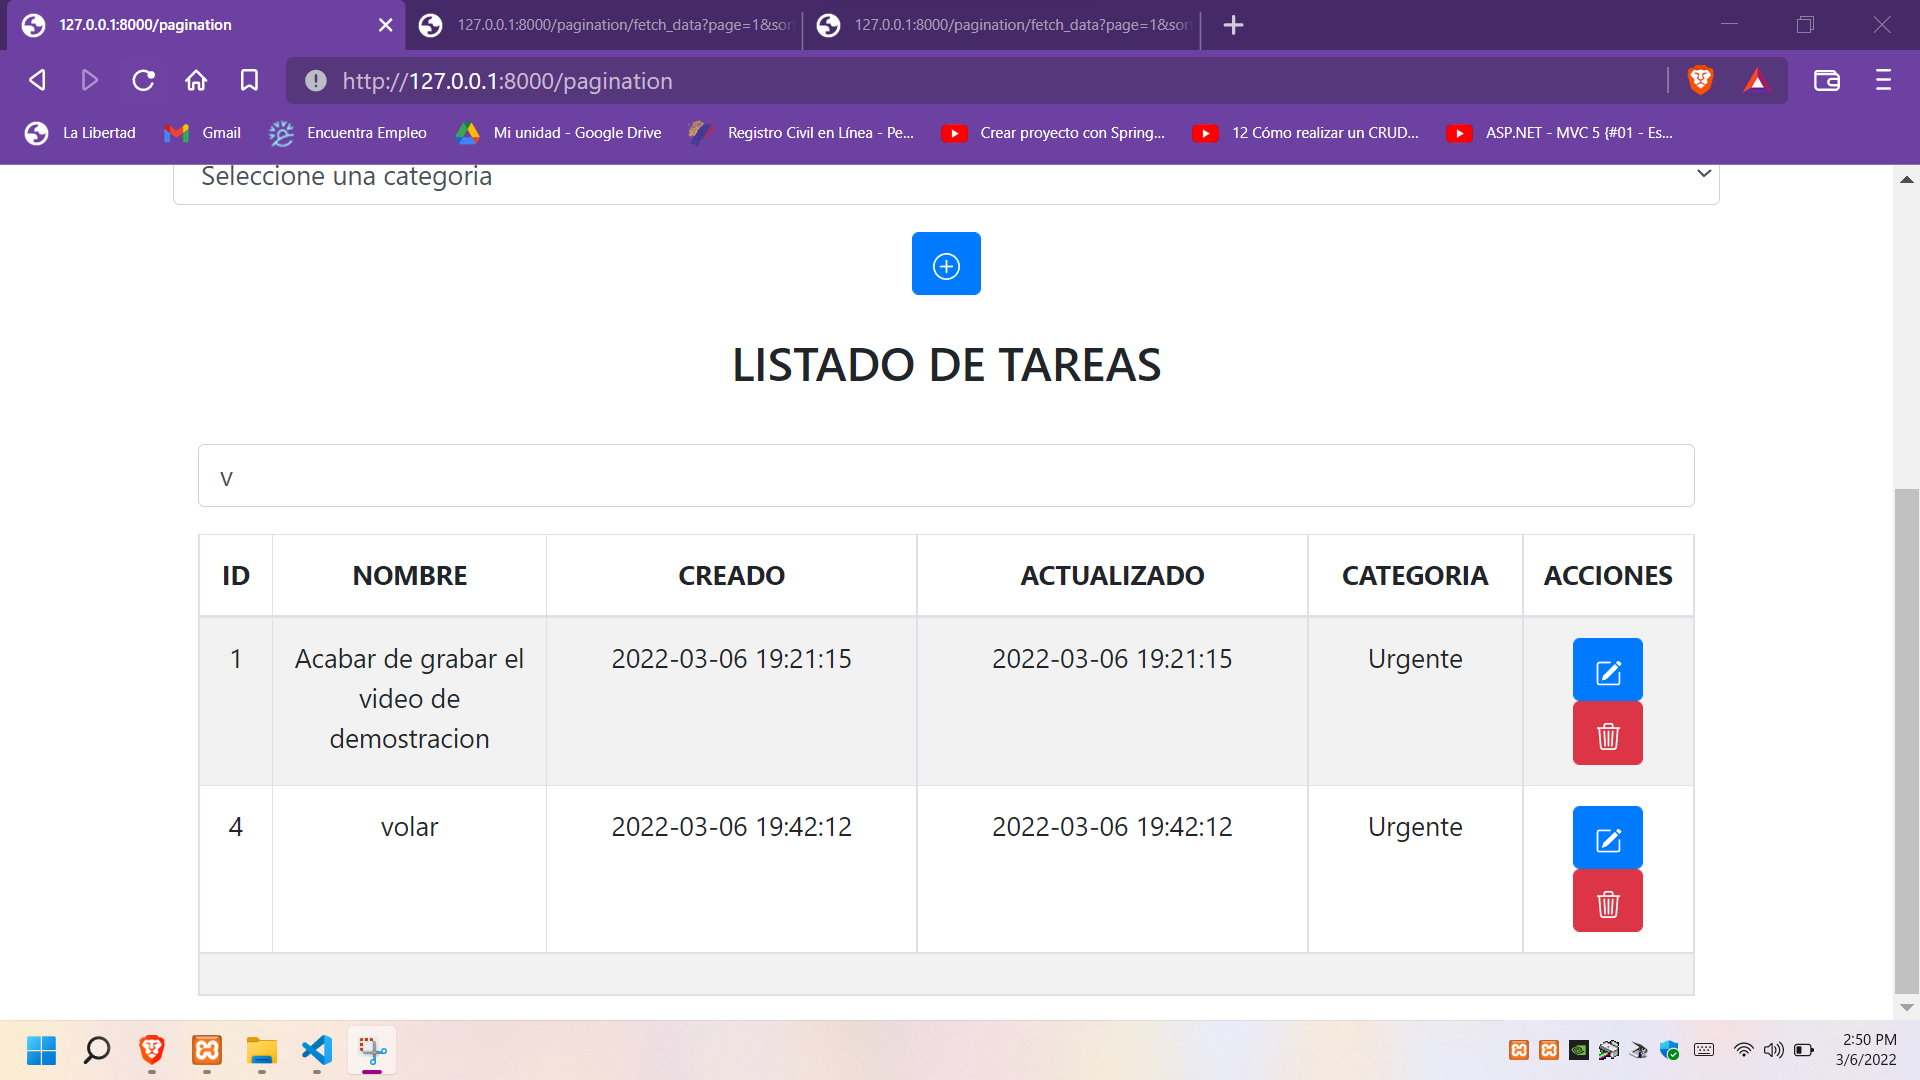 127.0.0.1:8000/pagination
127.0.0.1:8000/pagination/fetch_data?page=1&sor
127.0.0.1:8000/pagination/fetch_data?page=1&sor
http://127.0.0.1:8000/pagination
La Libertad
Gmail
Encuentra Empleo
Mi unidad - Google Drive
Registro Civil en Línea - Pe...
Crear proyecto con Spring...
12 Cómo realizar un CRUD...
ASP.NET - MVC 5 {#01 - Es...
Seleccione una categoria
LISTADO DE TAREAS
v
ID NOMBRE CREADO ACTUALIZADO CATEGORIA ACCIONES
1 Acabar de grabar el 2022-03-06 19:21:15 2022-03-06 19:21:15 Urgente
video de
demostracion
4 volar 2022-03-06 19:42:12 2022-03-06 19:42:12 Urgente
2:50 PM
3/6/2022